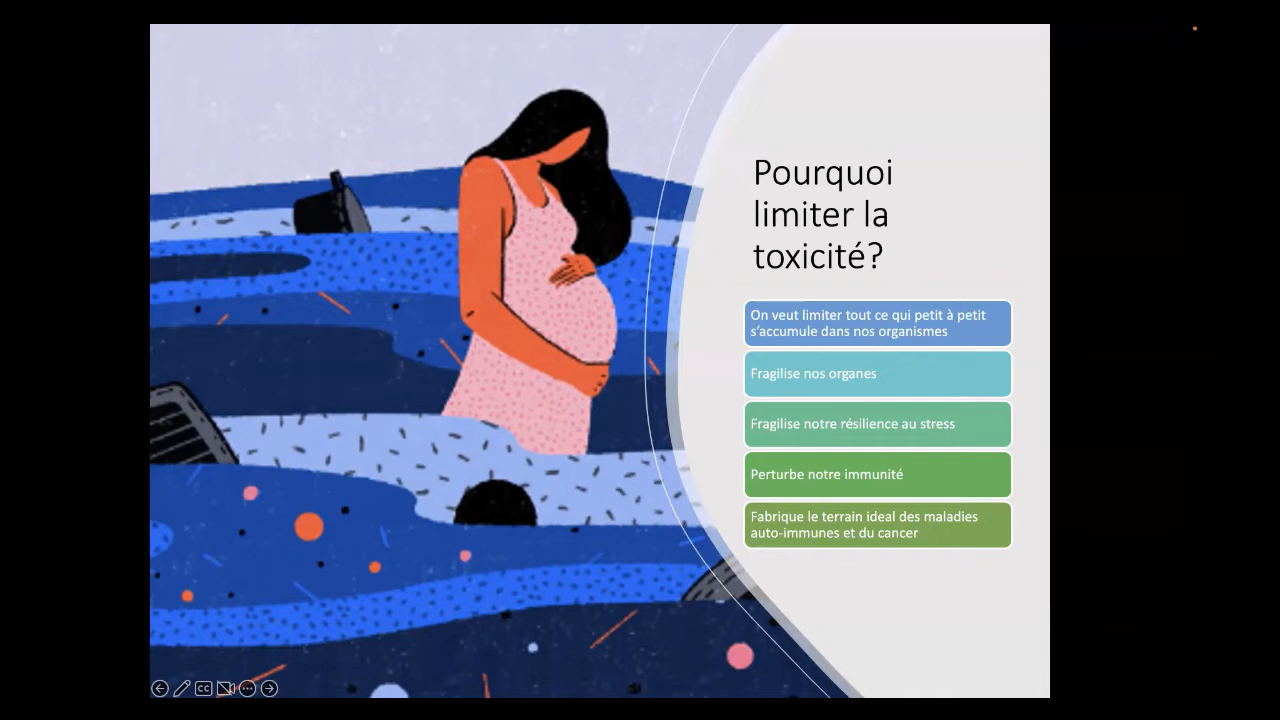 Pourquoi
limiter la
toxicité?
On veut limiter tout ce qui petit à petit
s'accumule dans nos organismes
Fragilise nos organes
Fragilise notre résilience au stress
Perturbe notre immunité
Fabrique le terrain ideal des maladies
auto-immunes et du cancer
CC